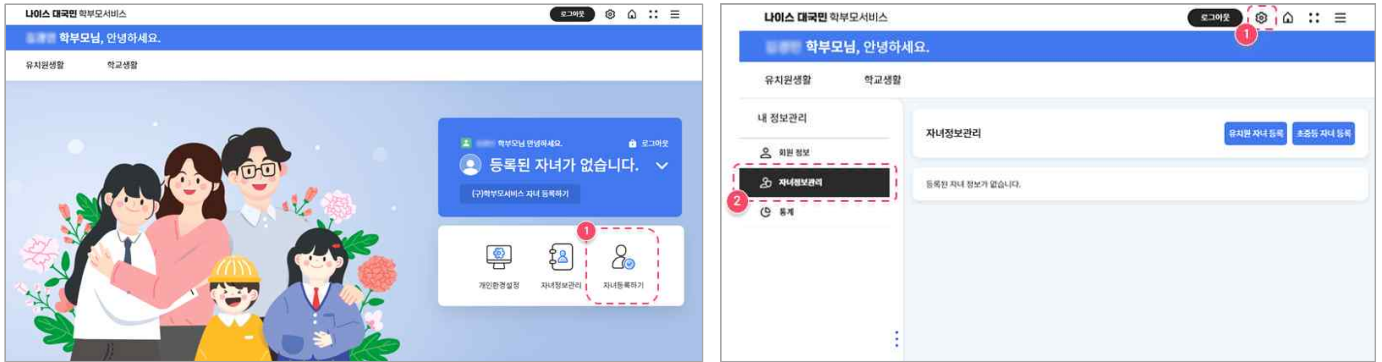 나이스 대국민 학부모서비스
로그아웃
학부모님, 안녕하세요.
유치원생활 학교생활
학부모님 안녕하세요. 로그아웃
등록된 자녀가 없습니다.
(구)학부모서비스 자녀 등록하기
1
개인환경설정 자녀정보관리 자녀등록하기
나이스 대국민 학부모서비스
로그아웃
1
학부모님, 안녕하세요.
유치원생활 학교생활
내 정보관리
회원 정보
자녀정보관리
2
통계
자녀정보관리
유치원 자녀 등록 초중등 자녀 등록
등록된 자녀 정보가 없습니다.